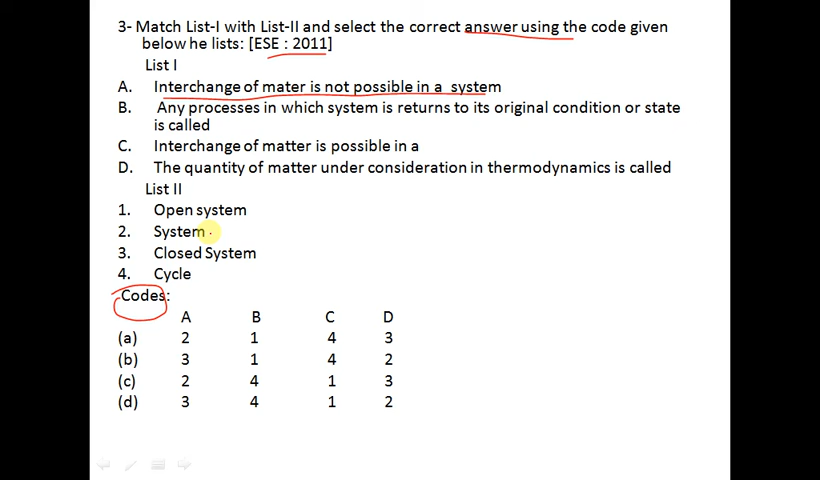 3- Match List-I with List-II and select the correct answer using the code given
below he lists: [ESE : 2011]
List I
A. Interchange of mater is not possible in a system
B. Any processes in which system is returns to its original condition or state
is called
C. Interchange of matter is possible in a
D. The quantity of matter under consideration in thermodynamics is called
List II
1. Open system
2. System
3. Closed System
4. Cycle
Codes:
A B C D
(a) 2 1 4 3
(b) 3 1 4 2
(c) 2 4 1 3
(d) 3 4 1 2